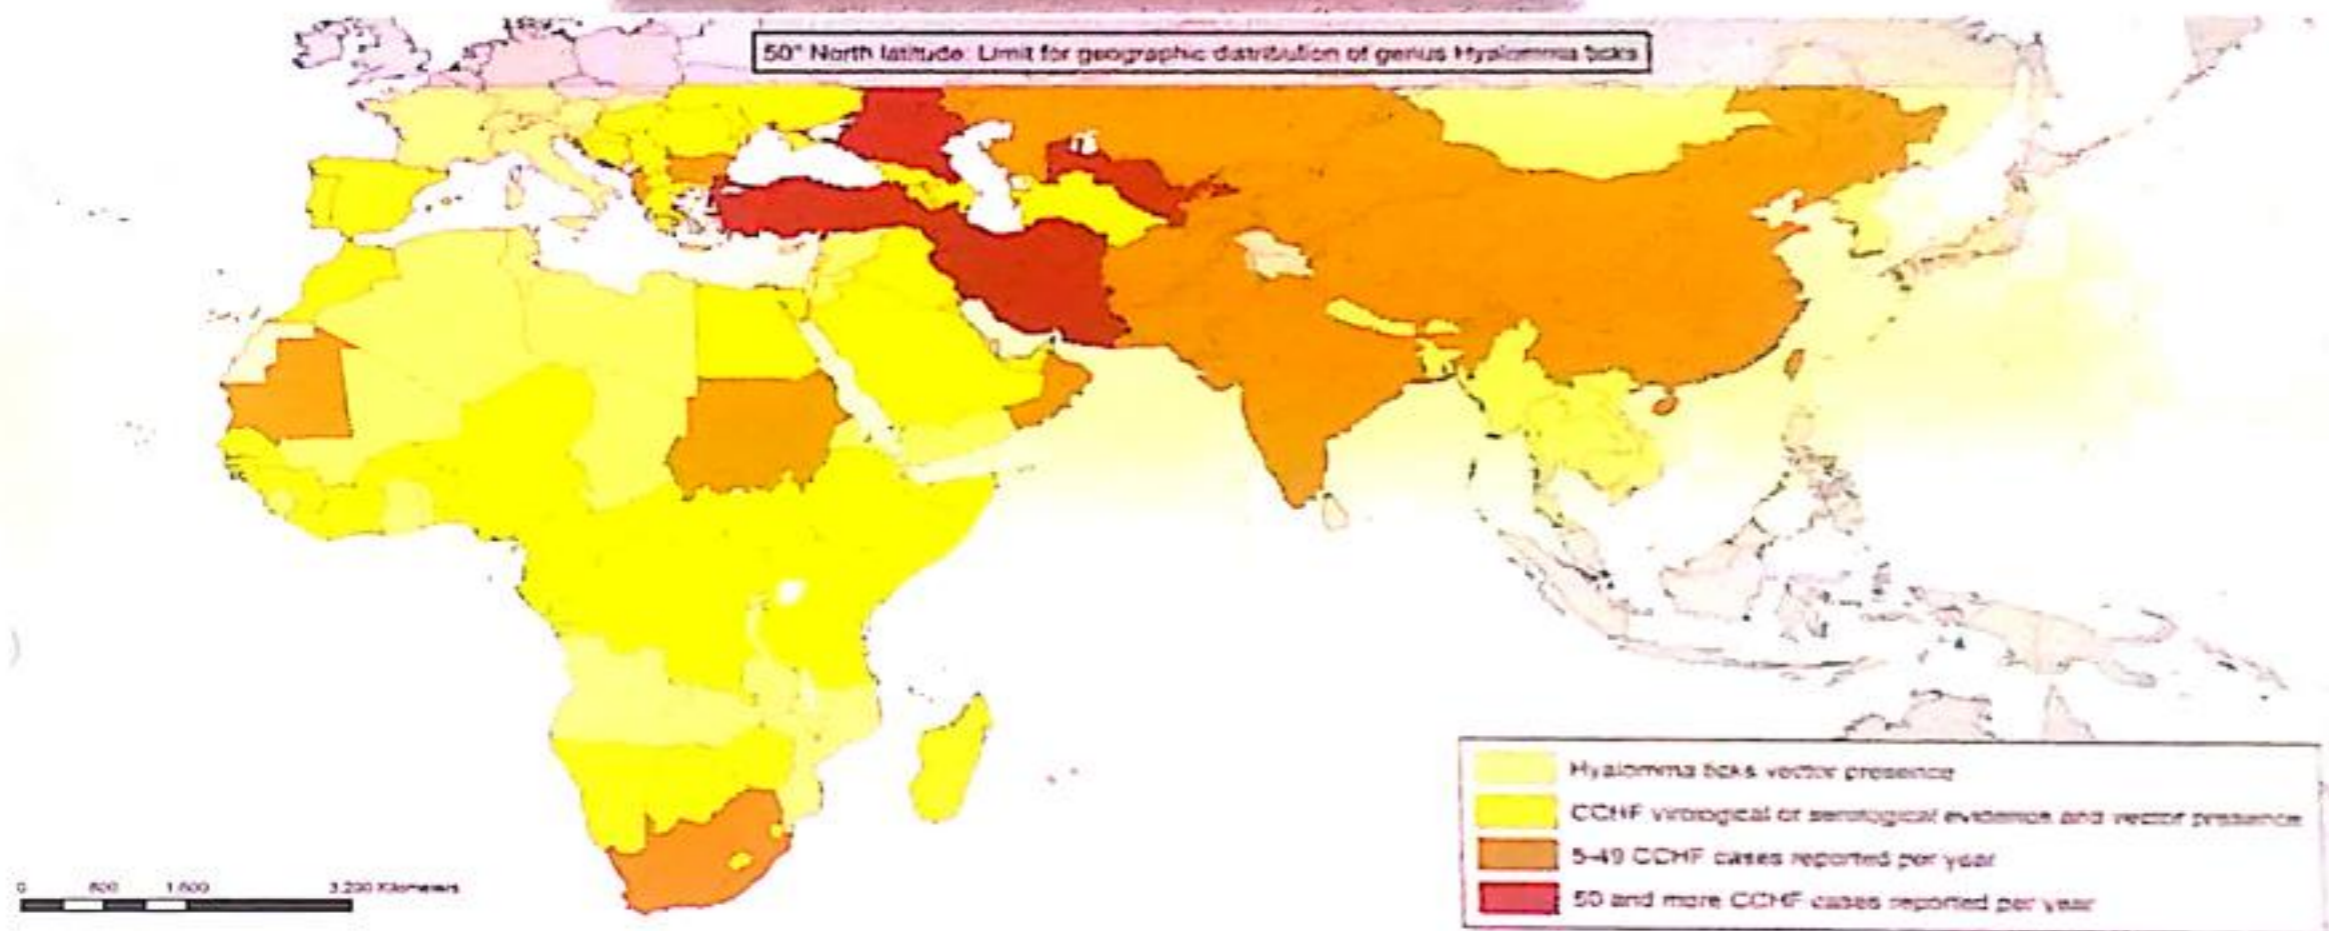 50° North latitude: Limit for geographic distribution of genus Hyalomma ticks
Hyalomma ticks vector presence
CCHF virological or serological evidence and vector presence
5-49 CCHF cases reported per year
50 and more CCHF cases reported per year
0 800 1.600 3.200 Kilometers